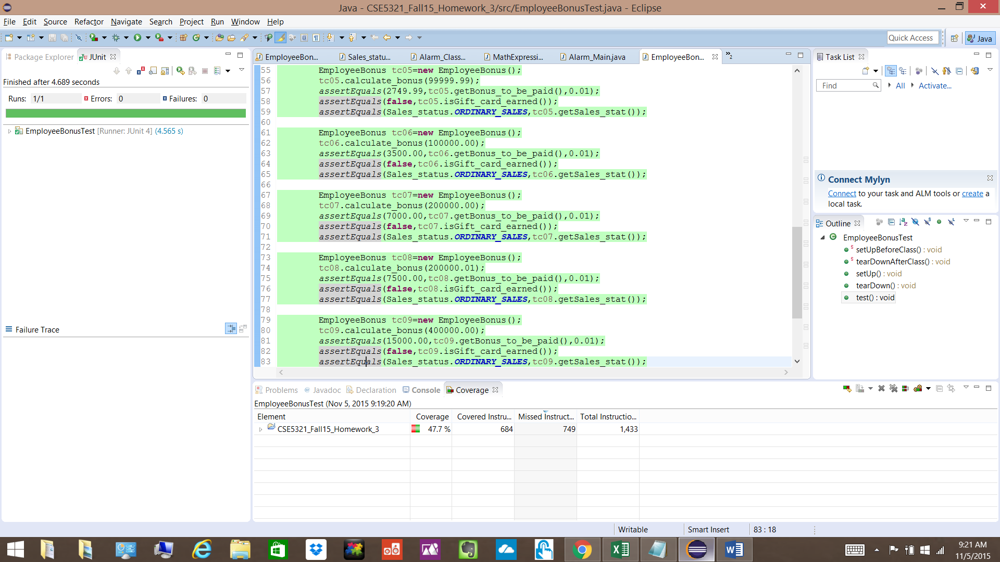 Java - CSE5321_Fall15_Homework_3/src/EmployeeBonusTest.java - Eclipse
File Edit Source Refactor Navigate Search Project Run Window Help
Quick Access
Java
Package Explorer
JUnit
Finished after 4.689 seconds
Runs: 1/1 Errors: 0 Failures: 0
EmployeeBonusTest [Runner: JUnit 4] (4.565 s)
Failure Trace
EmployeeBon... Sales_statu... Alarm_Class... MathExpressi... Alarm_Main.java EmployeeBon... »2
55 EmployeeBonus tc05=new EmployeeBonus();
56 tc05.calculate_bonus(99999.99);
57 assertEquals(2749.99,tc05.getBonus_to_be_paid(),0.01);
58 assertEquals(false,tc05.isGift_card_earned());
59 assertEquals(Sales_status.ORDINARY_SALES,tc05.getSales_stat());
60
61 EmployeeBonus tc06=new EmployeeBonus();
62 tc06.calculate_bonus(100000.00);
63 assertEquals(3500.00,tc06.getBonus_to_be_paid(),0.01);
64 assertEquals(false,tc06.isGift_card_earned());
65 assertEquals(Sales_status.ORDINARY_SALES,tc06.getSales_stat());
66
67 EmployeeBonus tc07=new EmployeeBonus();
68 tc07.calculate_bonus(200000.00);
69 assertEquals(7000.00,tc07.getBonus_to_be_paid(),0.01);
70 assertEquals(false,tc07.isGift_card_earned());
71 assertEquals(Sales_status.ORDINARY_SALES,tc07.getSales_stat());
72
73 EmployeeBonus tc08=new EmployeeBonus();
74 tc08.calculate_bonus(200000.01);
75 assertEquals(7500.00,tc08.getBonus_to_be_paid(),0.01);
76 assertEquals(false,tc08.isGift_card_earned());
77 assertEquals(Sales_status.ORDINARY_SALES,tc08.getSales_stat());
78
79 EmployeeBonus tc09=new EmployeeBonus();
80 tc09.calculate_bonus(400000.00);
81 assertEquals(15000.00,tc09.getBonus_to_be_paid(),0.01);
82 assertEquals(false,tc09.isGift_card_earned());
83 assertEquals(Sales_status.ORDINARY_SALES,tc09.getSales_stat());
Task List
Find
All
Activate...
Connect Mylyn
Connect to your task and ALM tools or create a
local task.
Outline
EmployeeBonusTest
setUpBeforeClass() : void
tearDownAfterClass() : void
setUp() : void
tearDown() : void
test() : void
Problems @ Javadoc Declaration Console Coverage
EmployeeBonusTest (Nov 5, 2015 9:19:20 AM)
Element Coverage Covered Instru... Missed Instruct... Total Instructio...
CSE5321_Fall15_Homework_3 47.7 % 684 749 1,433
Writable
Smart Insert
83 : 18
9:21 AM
11/5/2015